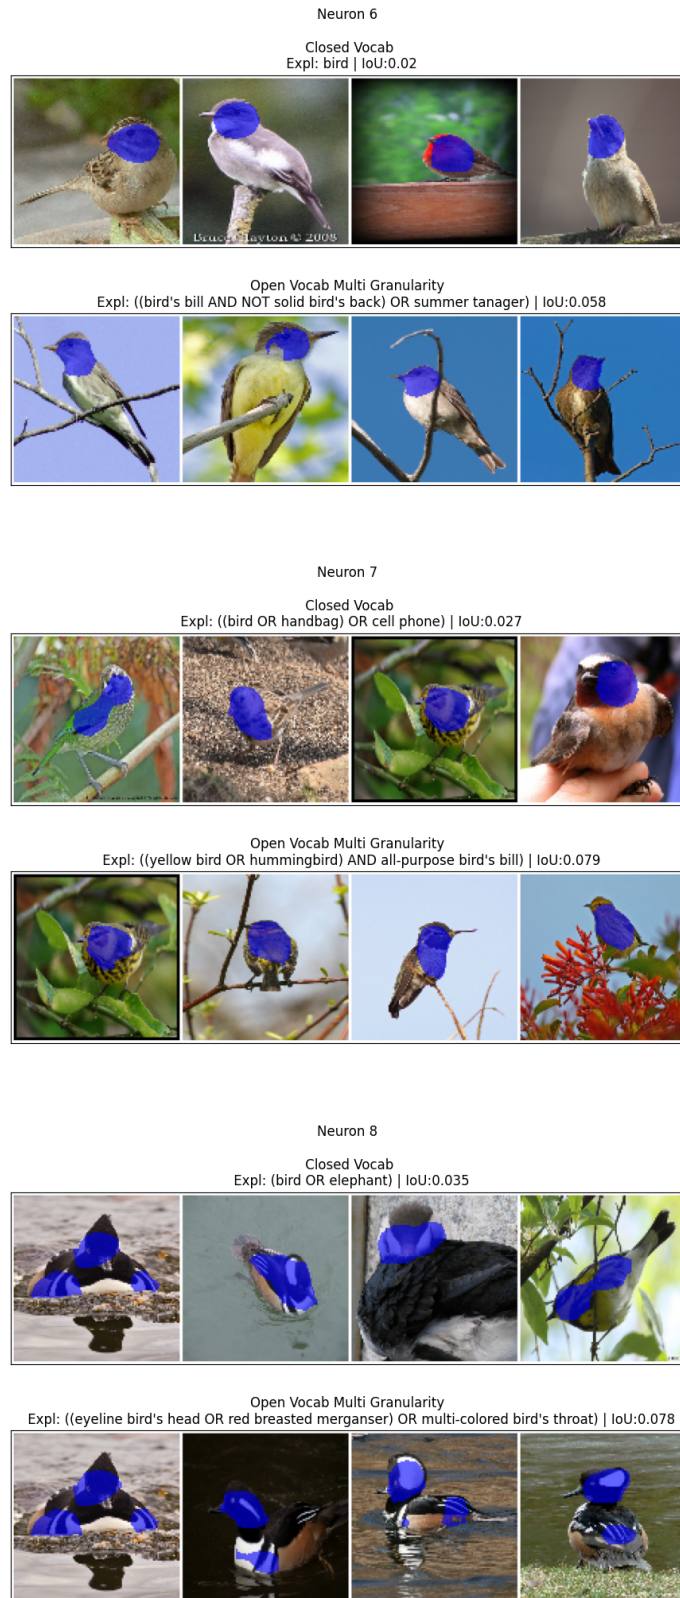 Neuron 6
Closed Vocab
Expl: bird | IoU:0.02
Bruce Layton © 2008
Open Vocab Multi Granularity
Expl: ((bird's bill AND NOT solid bird's back) OR summer tanager) | IoU:0.058
Neuron 7
Closed Vocab
Expl: ((bird OR handbag) OR cell phone) | IoU:0.027
Open Vocab Multi Granularity
Expl: ((yellow bird OR hummingbird) AND all-purpose bird's bill) | IoU:0.079
Neuron 8
Closed Vocab
Expl: (bird OR elephant) | IoU:0.035
Open Vocab Multi Granularity
Expl: ((eyeline bird's head OR red breasted merganser) OR multi-colored bird's throat) | IoU:0.078